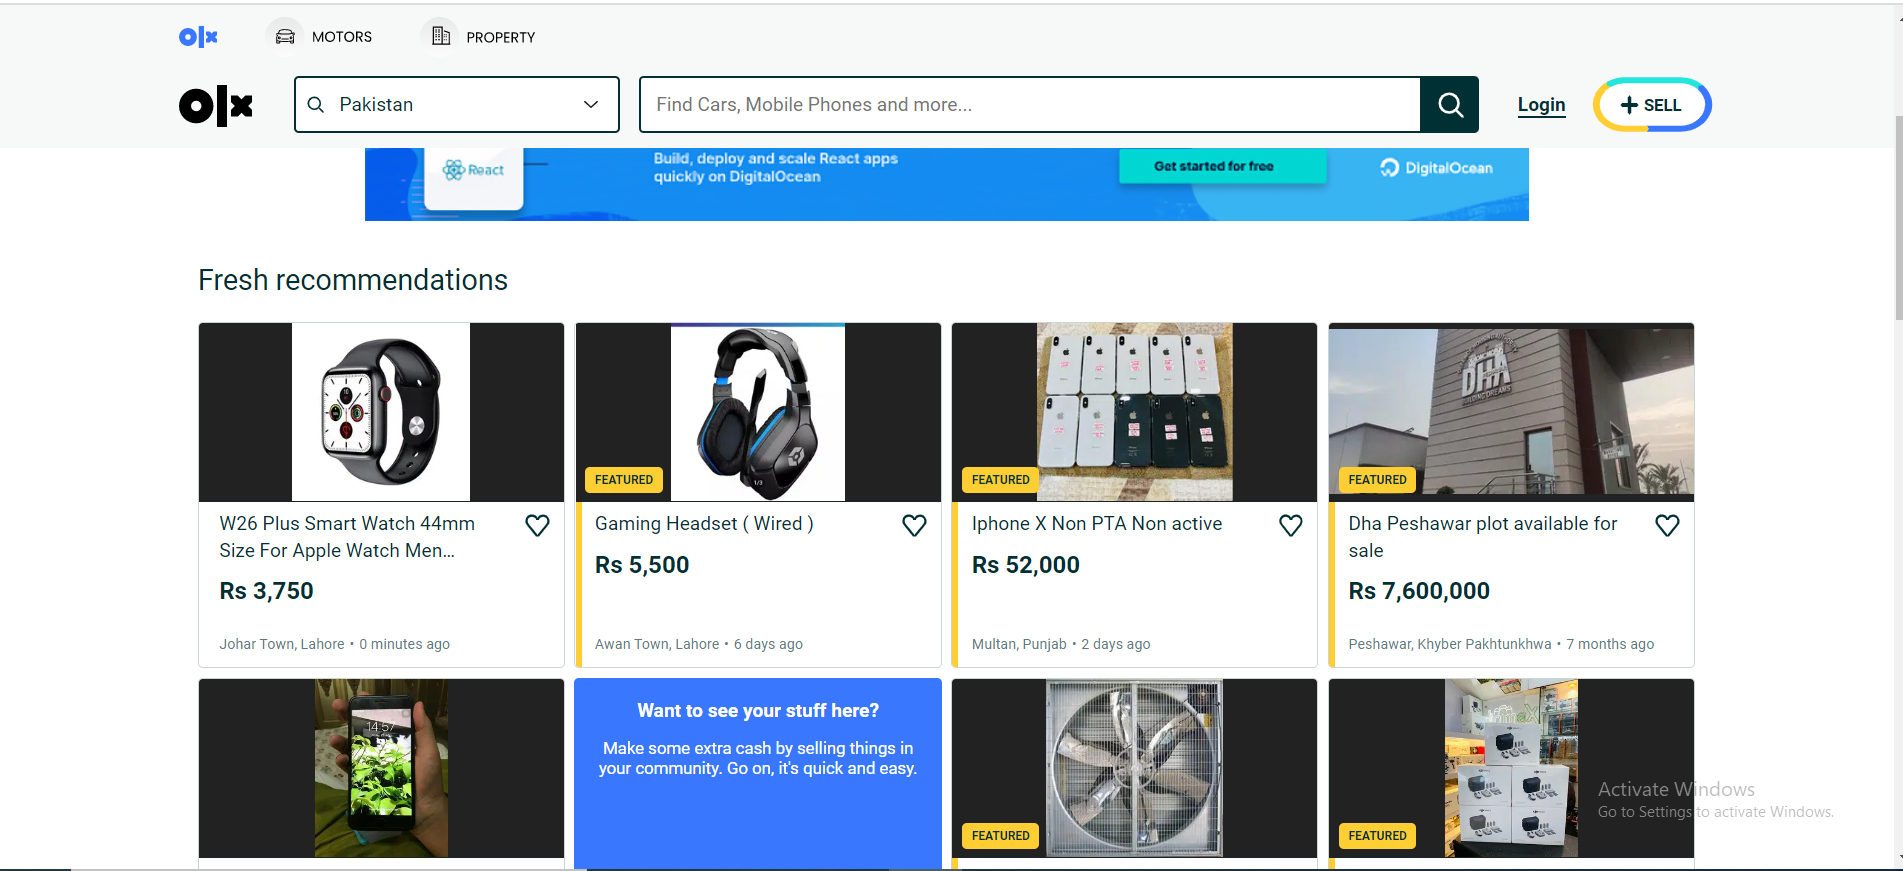 olx
MOTORS
PROPERTY
olx
Pakistan
Find Cars, Mobile Phones and more...
Login
+ SELL
React
Build, deploy and scale React apps
quickly on DigitalOcean
Get started for free
DigitalOcean
Fresh recommendations
DHA
1/3
FEATURED
FEATURED
FEATURED
W26 Plus Smart Watch 44mm
Size For Apple Watch Men...
Rs 3,750
Johar Town, Lahore • 0 minutes ago
Gaming Headset ( Wired )
Rs 5,500
Awan Town, Lahore • 6 days ago
Iphone X Non PTA Non active
Rs 52,000
Multan, Punjab • 2 days ago
Dha Peshawar plot available for
sale
Rs 7,600,000
Peshawar, Khyber Pakhtunkhwa • 7 months ago
14:57
Want to see your stuff here?
Make some extra cash by selling things in
your community. Go on, it's quick and easy.
FEATURED
FEATURED
Activate Windows
Go to Settings to activate Windows.